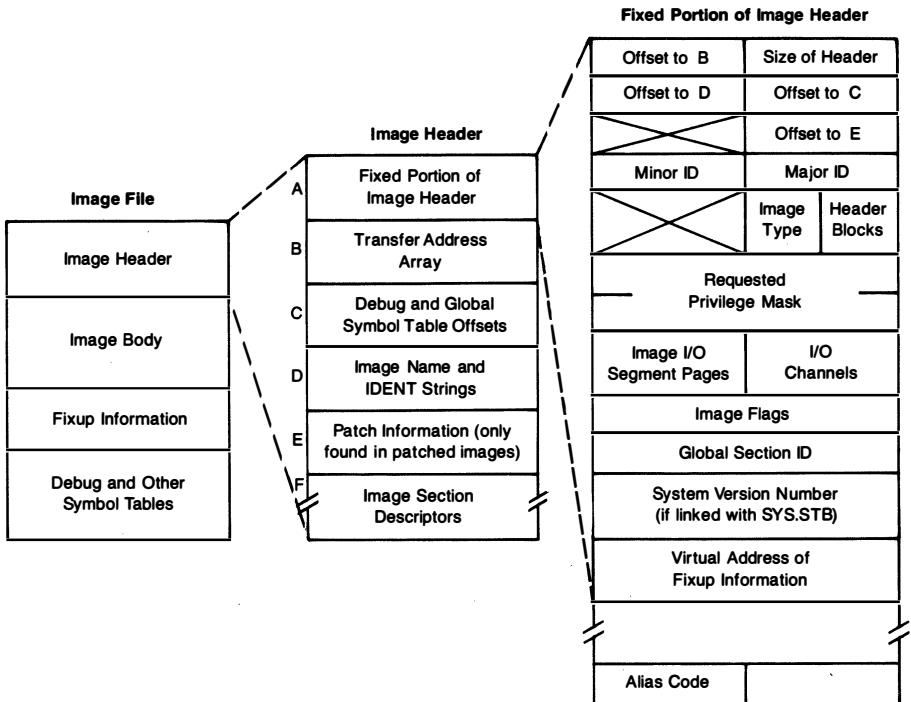 Fixed Portion of Image Header
Offset to B
Size of Header
Offset to D
Offset to C
Offset to E
Minor ID
Major ID
Image
Type
Header
Blocks
Requested
Privilege Mask
Image I/O
Segment Pages
I/O
Channels
Image Flags
Global Section ID
System Version Number
(if linked with SYS.STB)
Virtual Address of
Fixup Information
Alias Code
Image Header
A
Fixed Portion of
Image Header
B
Transfer Address
Array
C
Debug and Global
Symbol Table Offsets
D
Image Name and
IDENT Strings
E
Patch Information (only
found in patched images)
F
Image Section
Descriptors
Image File
Image Header
Image Body
Fixup Information
Debug and Other
Symbol Tables